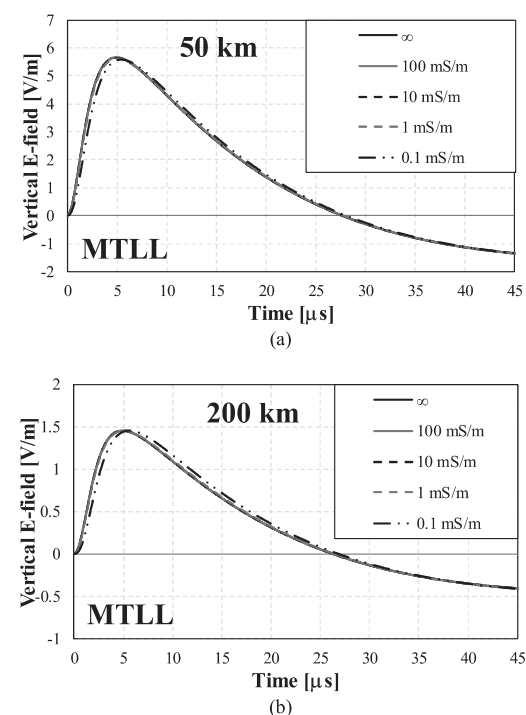 7
6
5
4
3
2
1
0
-1
-2
Vertical E-field [V/m]
50 km
∞
100 mS/m
10 mS/m
1 mS/m
0.1 mS/m
MTLL
0 5 10 15 20 25 30 35 40 45
Time [μs]
(a)
2
1.5
1
0.5
0
-0.5
-1
Vertical E-field [V/m]
200 km
∞
100 mS/m
10 mS/m
1 mS/m
0.1 mS/m
MTLL
0 5 10 15 20 25 30 35 40 45
Time [μs]
(b)